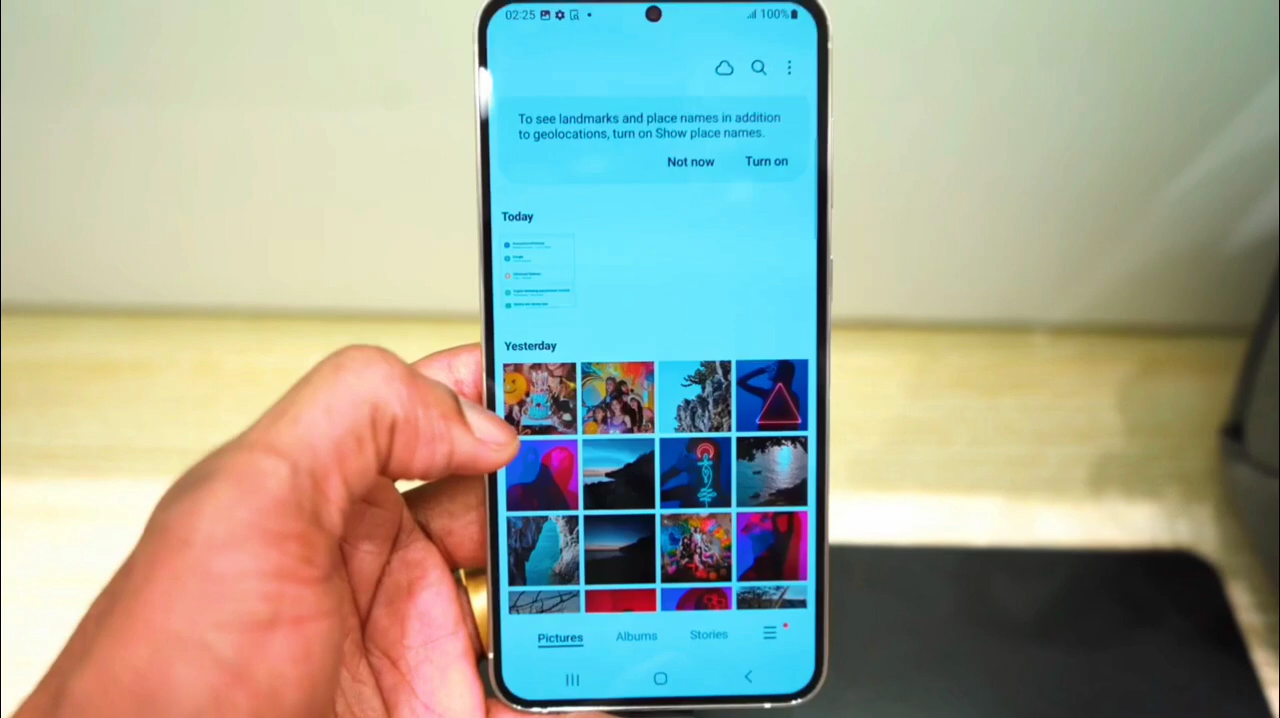 02:25
100%
To see landmarks and place names in addition
to geolocations, turn on Show place names.
Not now Turn on
Today
Google
Yesterday
Pictures Albums Stories